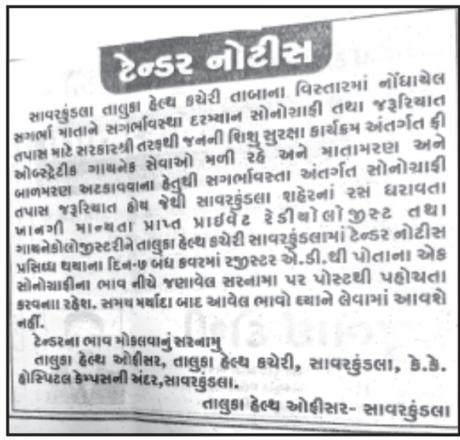 ટેન્ડર નોટીસ
સાવરકુંડલા તાલુકા હેલ્થ કચેરી તાબાના વિસ્તારમાં નોંધાયેલ
સગર્ભા માતાને સગર્ભાવસ્થા દરમ્યાન સોનોગ્રાફી તથા જરૂરિયાત
તપાસ માટે સરકારશ્રી તરફથી જનની શિશુ સુરક્ષા કાર્યક્રમ અંતર્ગત ફ્રી
ઓબસ્ટ્રેટીક ગાયનેક સેવાઓ મળી રહે અને માતામરણ અને
બાળમરણ અટકાવવાના હેતુથી સગર્ભાવસ્તા અંતર્ગત સોનોગ્રાફી
તપાસ જરૂરિયાત હોય જેથી સાવરકુંડલા શહેરનાં રસ ધરાવતા
ખાનગી માન્યતા પ્રાપ્ત પ્રાઈવેટ રેડીયોલોજીસ્ટ તથા
ગાયનેકોલોજીસ્ટરીને તાલુકા હેલ્થ કચેરી સાવરકુંડલામાં ટેન્ડર નોટીસ
પ્રસિધ્ધ થયાના દિન-૭ બંધ કવરમાં રજીસ્ટર એ.ડી.થી પોતાના એક
સોનોગ્રાફીના ભાવ નીચે જણાવેલ સરનામા પર પોસ્ટથી પહોચતા
કરવાના રહેશે. સમય મર્યાદા બાદ આવેલ ભાવો ધ્યાને લેવામાં આવશે
નહીં.
ટેન્ડરના ભાવ મોકલવાનું સરનામુ
તાલુકા હેલ્થ ઓફીસર, તાલુકા હેલ્થ કચેરી, સાવરકુંડલા, કે.કે.
હોસ્પિટલ કેમ્પસની અંદર,સાવરકુંડલા.
તાલુકા હેલ્થ ઓફીસર- સાવરકુંડલા